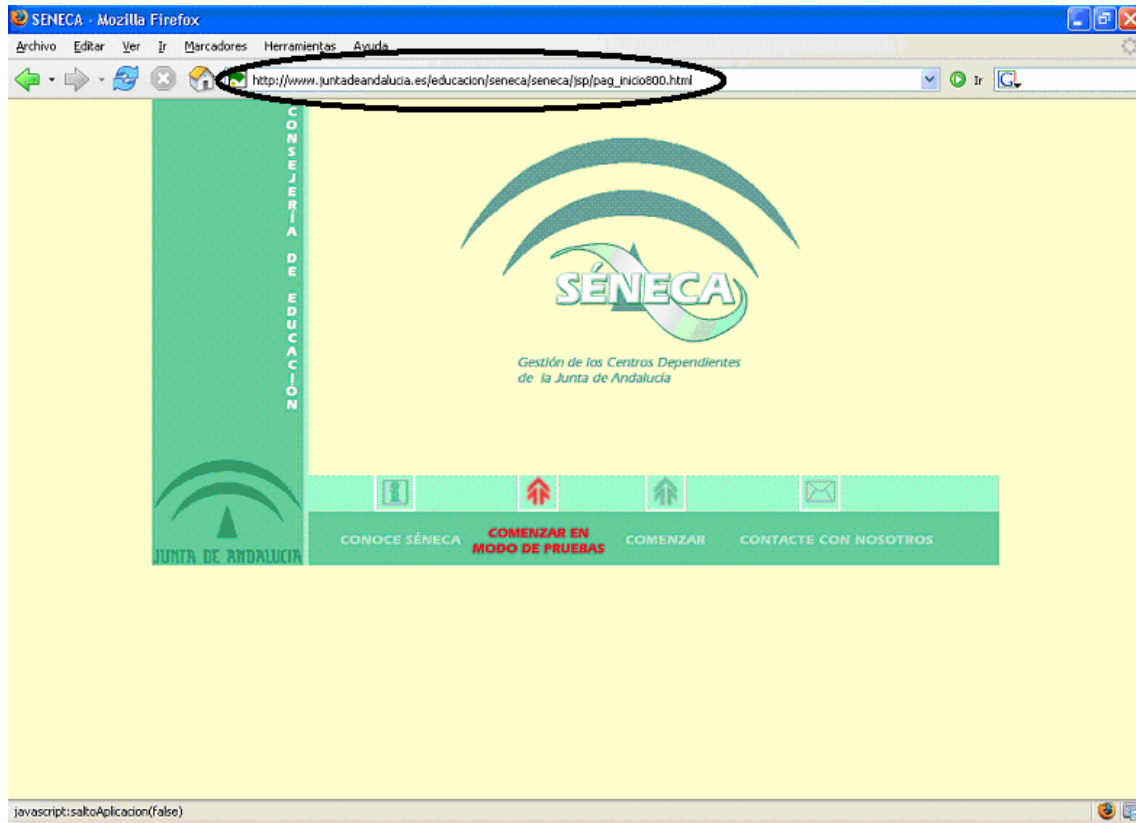 SENECA - Mozilla Firefox
Archivo Editar Ver Ir Marcadores Herramientas Ayuda
http://www.juntadeandalucia.es/educacion/seneca/seneca/jsp/pag_inicio800.html Ir G
CONSEJERÍA DE EDUCACIÓN
SÉNECA
Gestión de los Centros Dependientes
de la Junta de Andalucía
JUNTA DE ANDALUCIA
CONOCE SÉNECA
COMENZAR EN
MODO DE PRUEBAS
COMENZAR
CONTACTE CON NOSOTROS
javascript:saltoAplicacion(false)